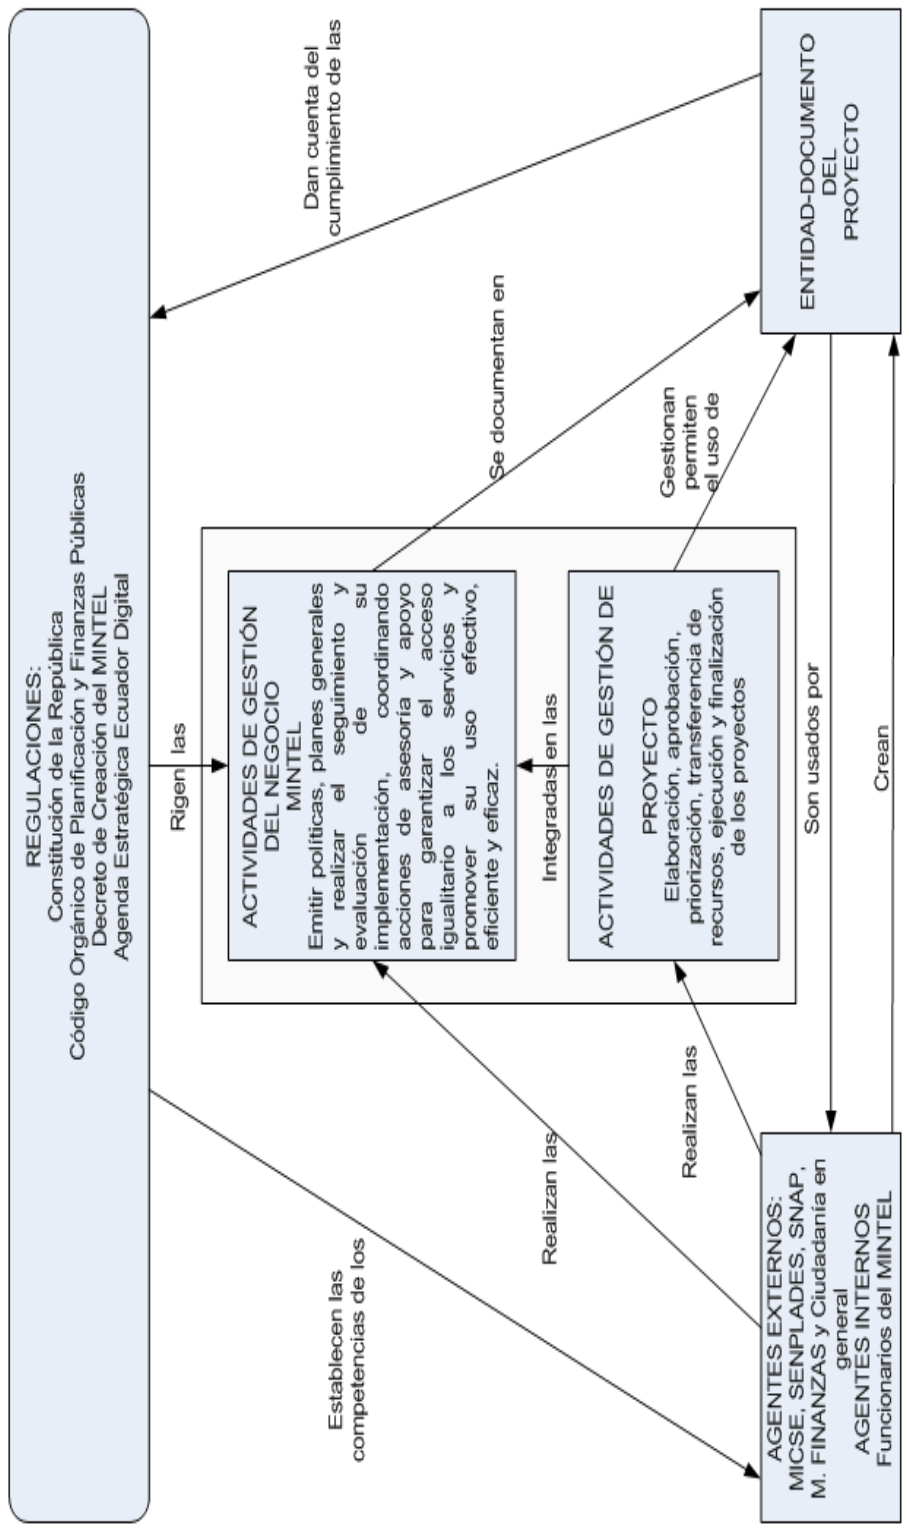 REGULACIONES:
Constitución de la República
Código Orgánico de Planificación y Finanzas Públicas
Decreto de Creación del MINTEL
Agenda Estratégica Ecuador Digital
Establecen las
competencias de los
Rigen las
Dan cuenta del
cumplimiento de las
ACTIVIDADES DE GESTIÓN
DEL NEGOCIO
MINTEL
Emitir políticas, planes generales
y realizar el seguimiento y
evaluación de su
implementación, coordinando
acciones de asesoría y apoyo
para garantizar el acceso
igualitario a los servicios y
promover su uso efectivo,
eficiente y eficaz.
Se documentan en
Realizan las
Integradas en las
ACTIVIDADES DE GESTIÓN DE
PROYECTO
Elaboración, aprobación,
priorización, transferencia de
recursos, ejecución y finalización
de los proyectos
Gestionan
permiten
el uso de
Realizan las
AGENTES EXTERNOS:
MICSE, SENPLADES, SNAP,
M. FINANZAS y Ciudadanía en
general
AGENTES INTERNOS
Funcionarios del MINTEL
Son usados por
Crean
ENTIDAD-DOCUMENTO
DEL
PROYECTO